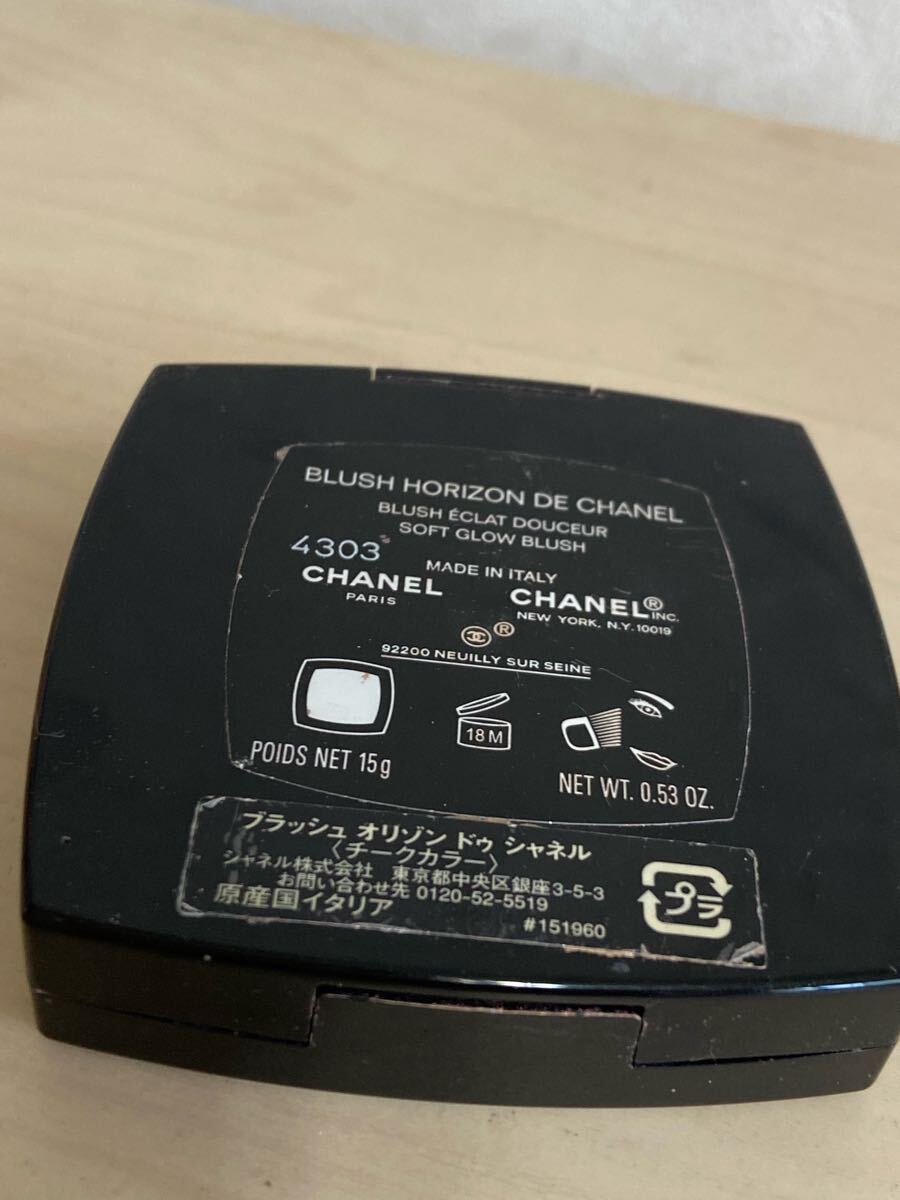 BLUSH HORIZON DE CHANEL
BLUSH ÉCLAT DOUCEUR
SOFT GLOW BLUSH
4303
MADE IN ITALY
CHANEL
PARIS
CHANEL® INC.
NEW YORK, N.Y. 10019
®
92200 NEUILLY SUR SEINE
18 M
POIDS NET 15g
NET WT. 0.53 OZ.
ブラッシュ オリゾン ドゥ シャネル
〈チークカラー〉
シャネル株式会社 東京都中央区銀座3-5-3
お問い合わせ先 0120-52-5519
原産国イタリア
#151960
プラ